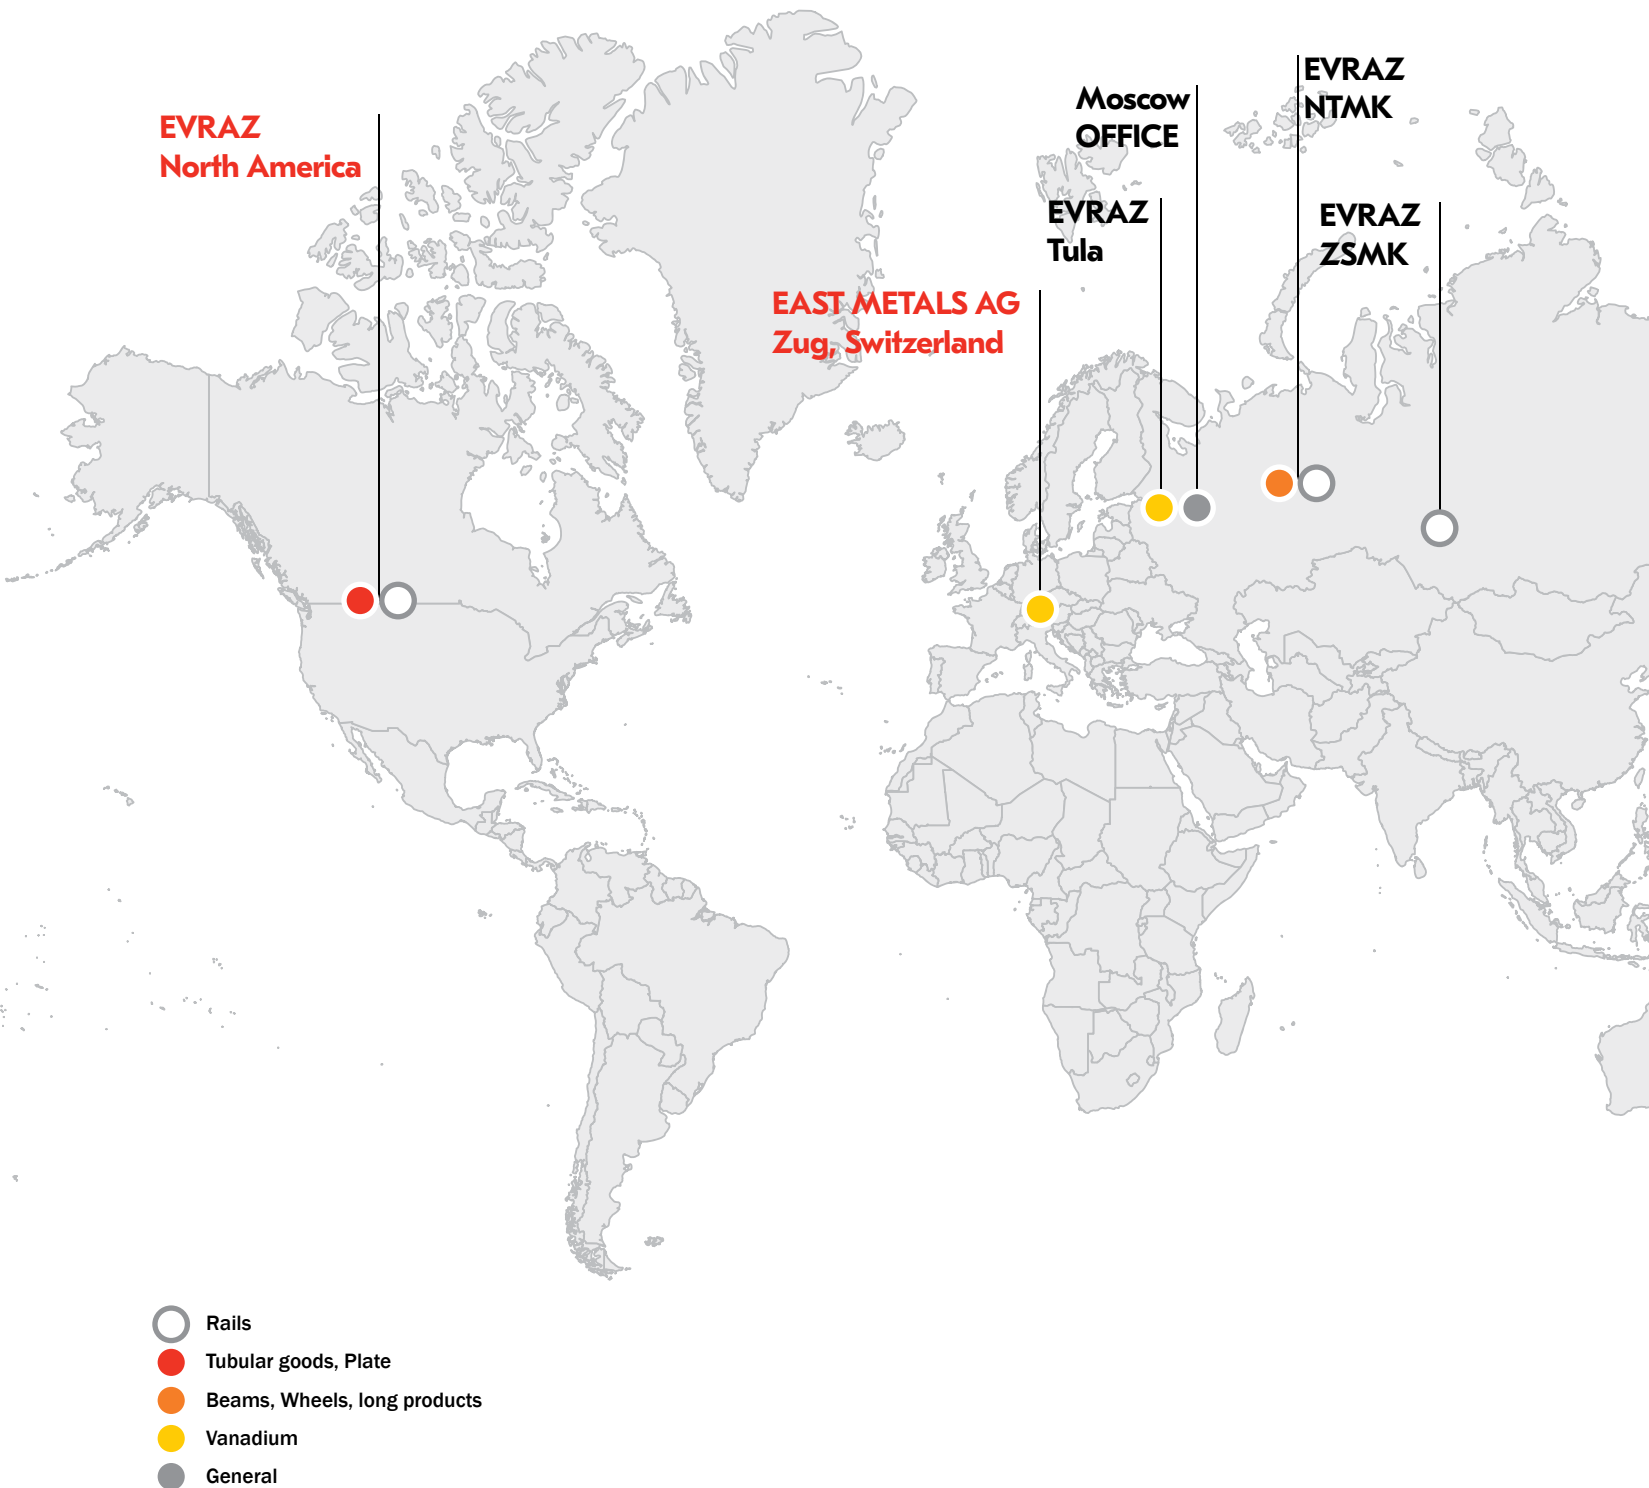 EVRAZ
North America
EAST METALS AG
Zug, Switzerland
EVRAZ
Tula
Moscow
OFFICE
EVRAZ
NTMK
EVRAZ
ZSMK
Rails
Tubular goods, Plate
Beams, Wheels, long products
Vanadium
General